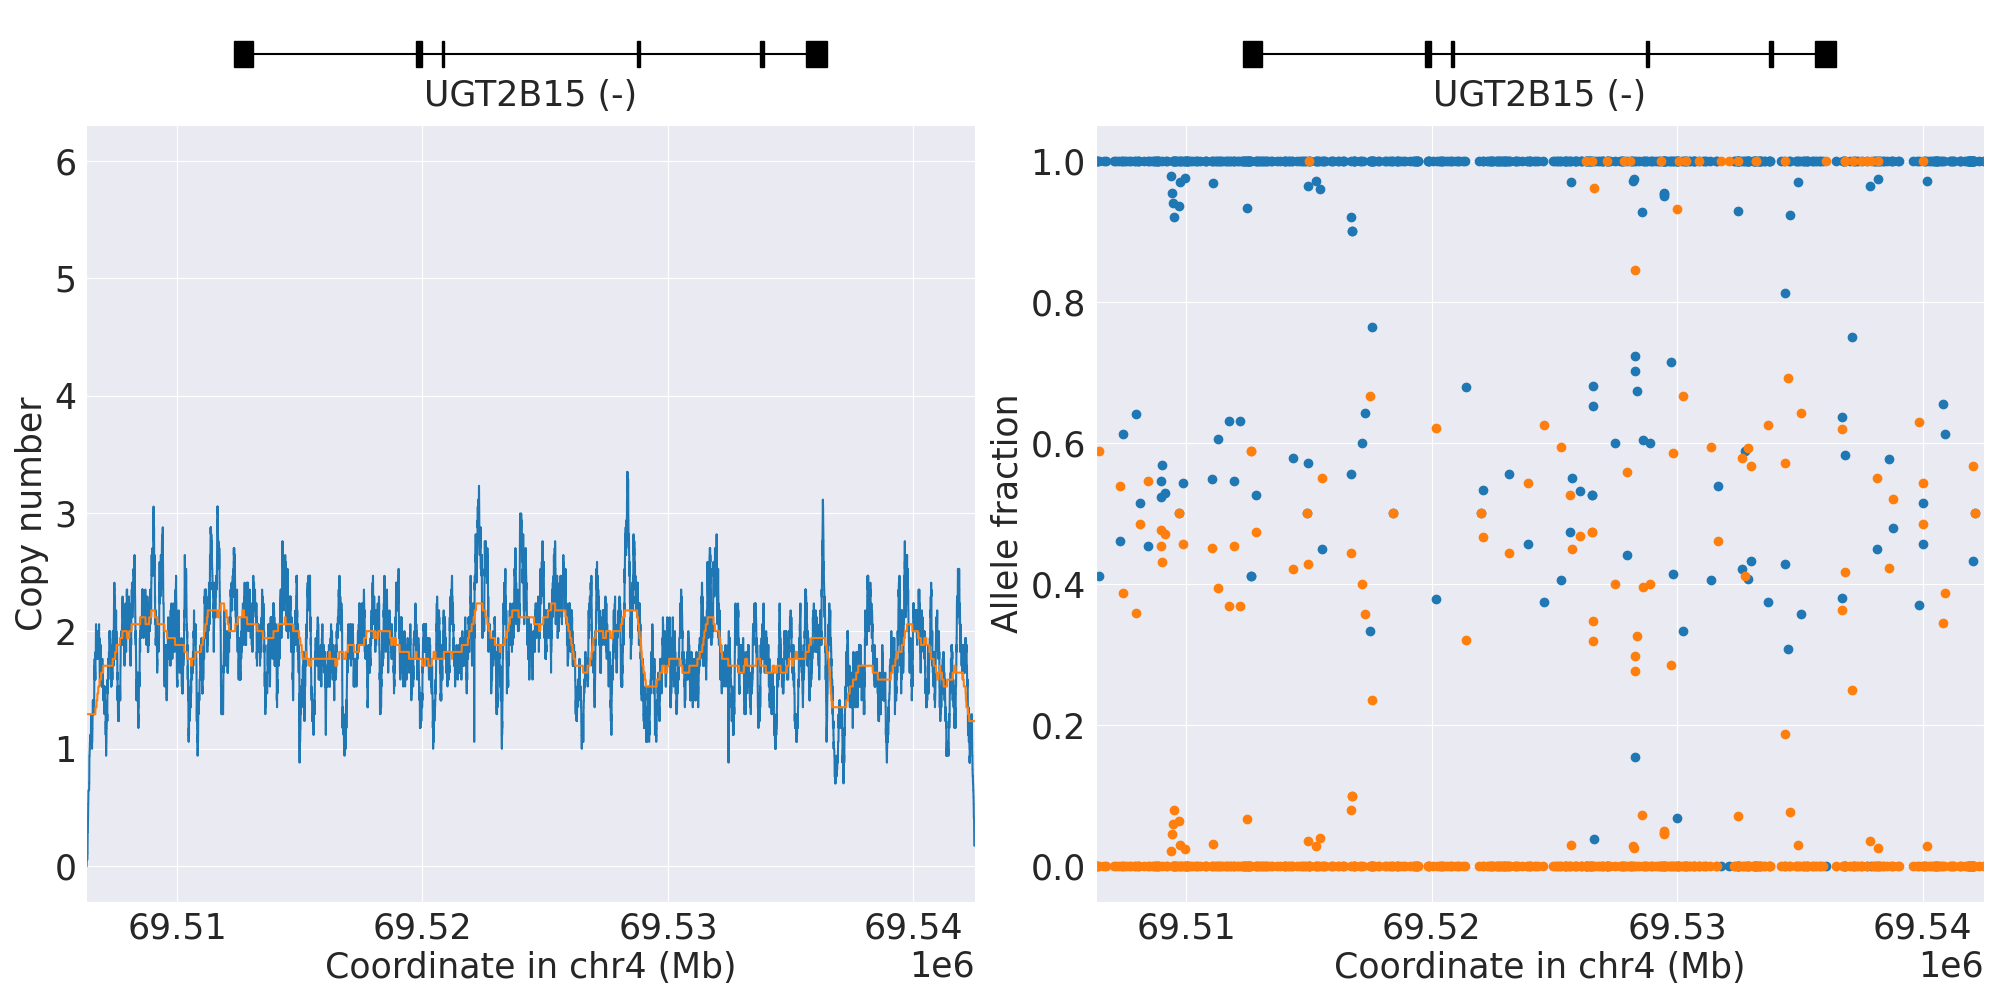 UGT2B15 (-)
6
5
4
3
2
1
0
Copy number
69.51 69.52 69.53 69.54
Coordinate in chr4 (Mb)
1e6
UGT2B15 (-)
1.0
0.8
0.6
0.4
0.2
0.0
Allele fraction
69.51 69.52 69.53 69.54
Coordinate in chr4 (Mb)
1e6